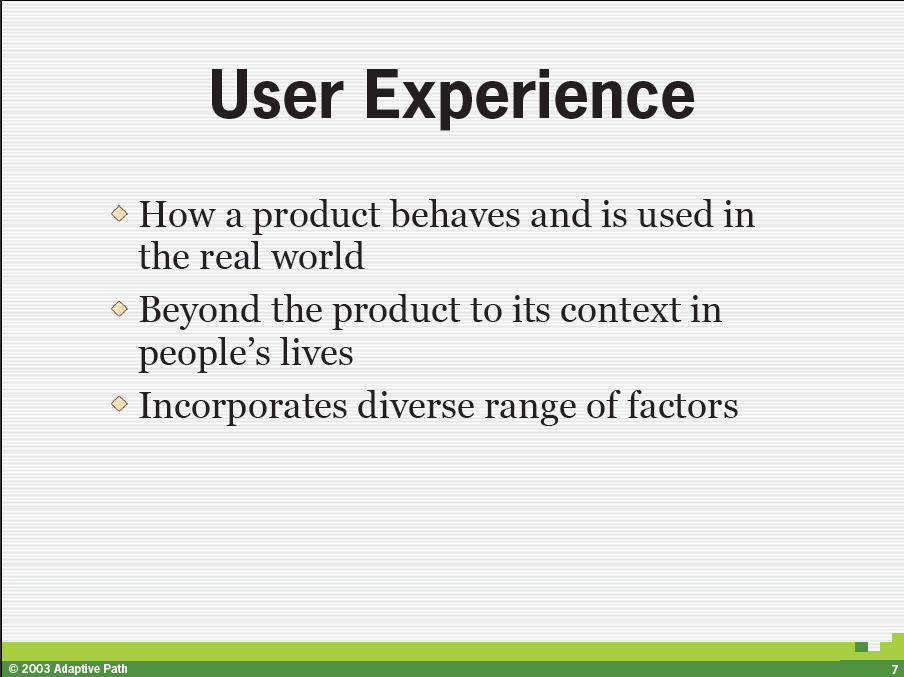 User Experience
How a product behaves and is used in
the real world
Beyond the product to its context in
people’s lives
Incorporates diverse range of factors
© 2003 Adaptive Path
7